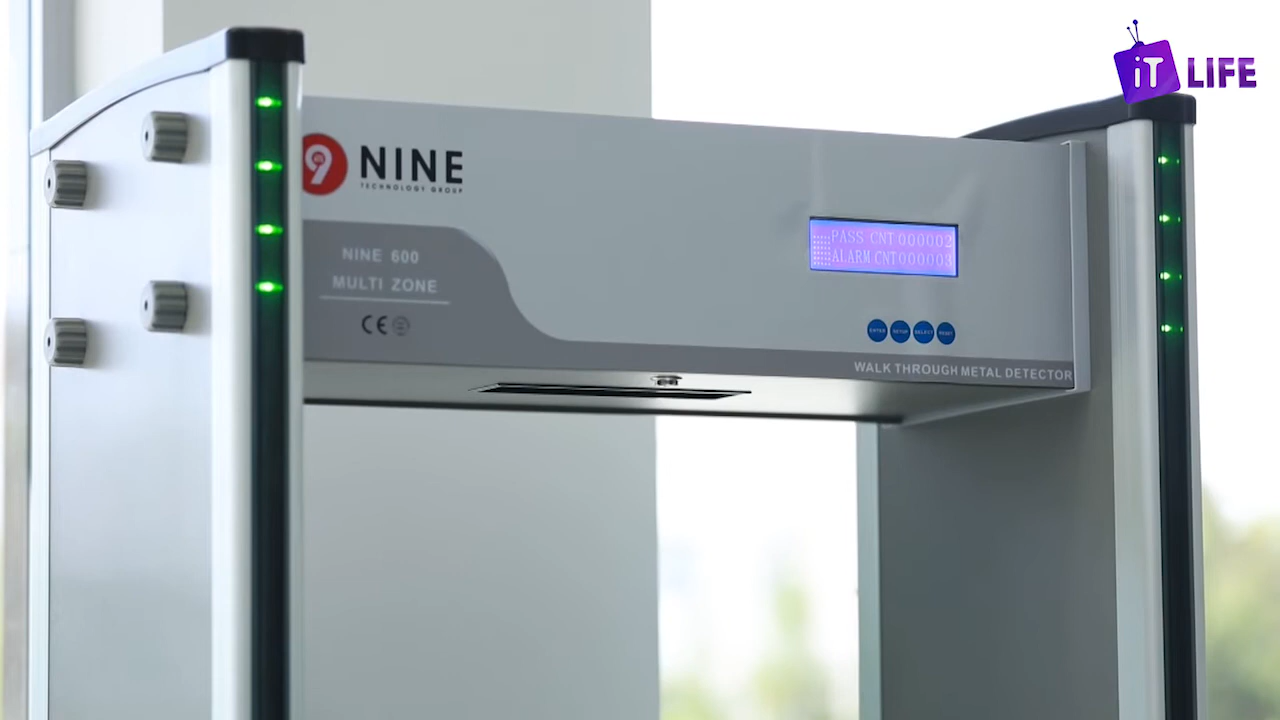 iT LIFE
9 NINE
TECHNOLOGY GROUP
NINE 600
MULTI ZONE
CE
PASS CNT 000002
ALARM CNT 000003
ENTER SETUP SELECT RESET
WALK THROUGH METAL DETECTOR